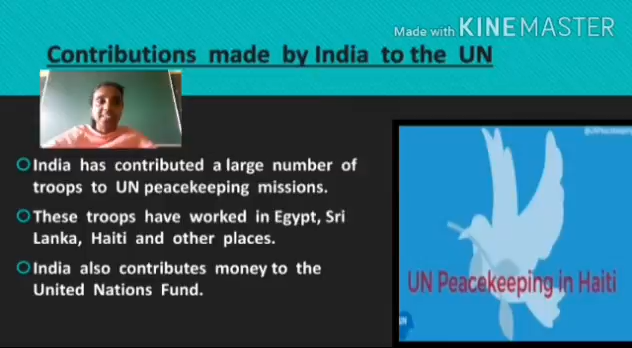 Made with KINEMASTER
Contributions made by India to the UN
India has contributed a large number of
troops to UN peacekeeping missions.
These troops have worked in Egypt, Sri
Lanka, Haiti and other places.
India also contributes money to the
United Nations Fund.
UN Peacekeeping in Haiti